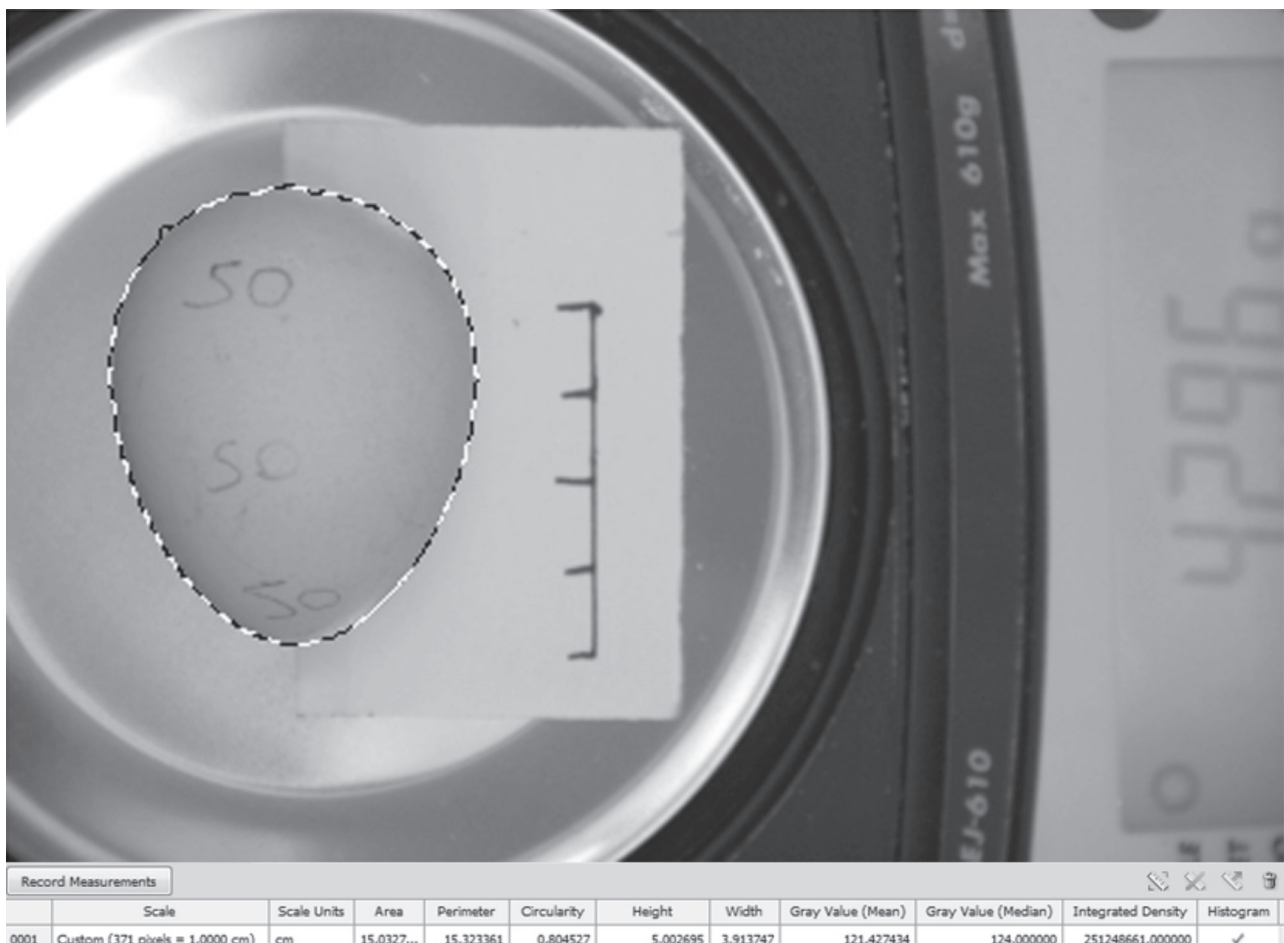 50
50
50
Max 610g
EJ-610
Record Measurements
Scale Scale Units Area Perimeter Circularity Height Width Gray Value (Mean) Gray Value (Median) Integrated Density Histogram
0001 Custom (371 pixels = 1.0000 cm) cm 15.0327... 15.323361 0.804527 5.002695 3.913747 121.427434 124.000000 251248661.000000